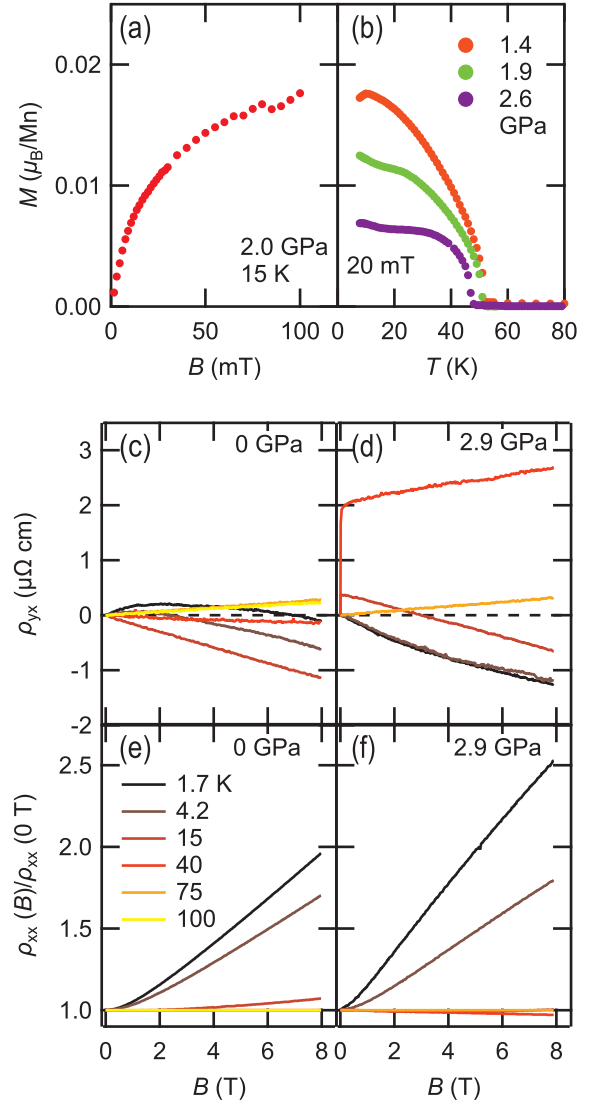 (a)
(b)
0.02
0.01
0.00
M (μB/Mn)
1.4
1.9
2.6
GPa
2.0 GPa
15 K
20 mT
0 50 100
0 20 40 60 80
B (mT)
T (K)
(c) 0 GPa
(d) 2.9 GPa
3
2
1
0
-1
-2
ρyx (μΩ cm)
(e) 0 GPa
(f) 2.9 GPa
2.5
2.0
1.5
1.0
ρxx (B)/ρxx (0 T)
1.7 K
4.2
15
40
75
100
0 2 4 6 8
0 2 4 6 8
B (T)
B (T)